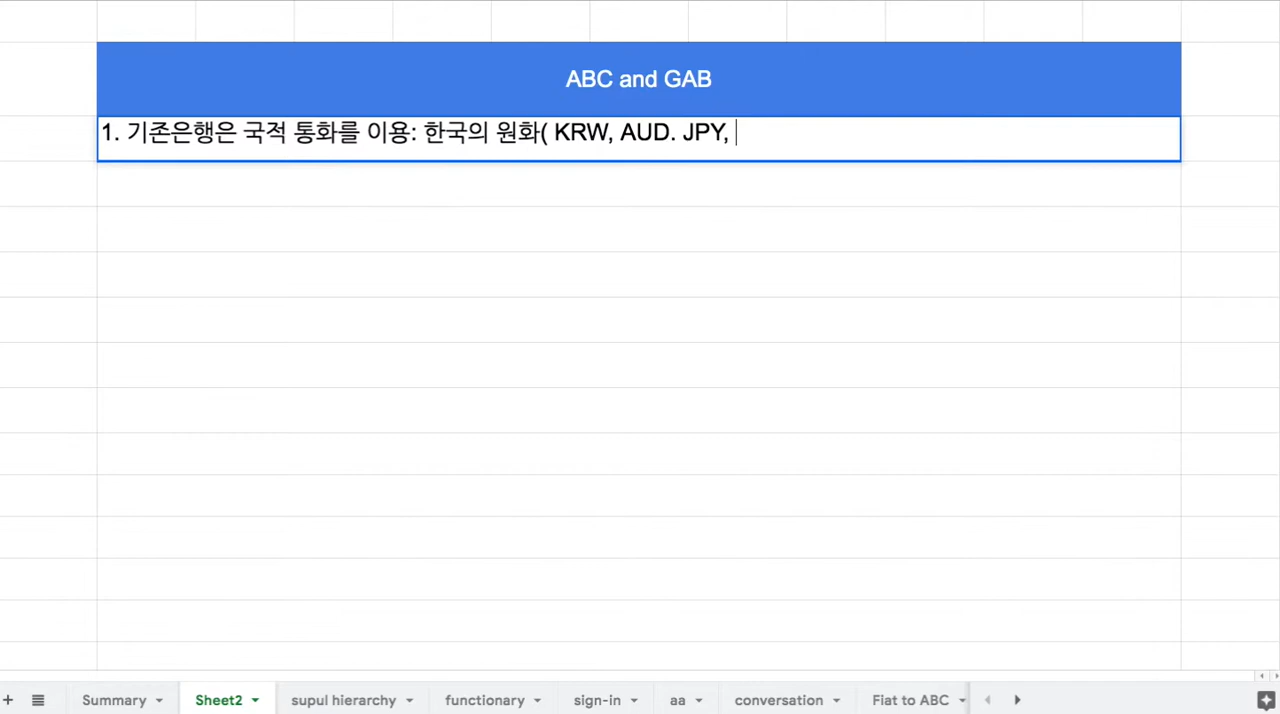 ABC and GAB
1. 기존은행은 국적 통화를 이용: 한국의 원화( KRW, AUD. JPY,
+ Summary Sheet2 supul hierarchy functionary sign-in aa conversation Fiat to ABC